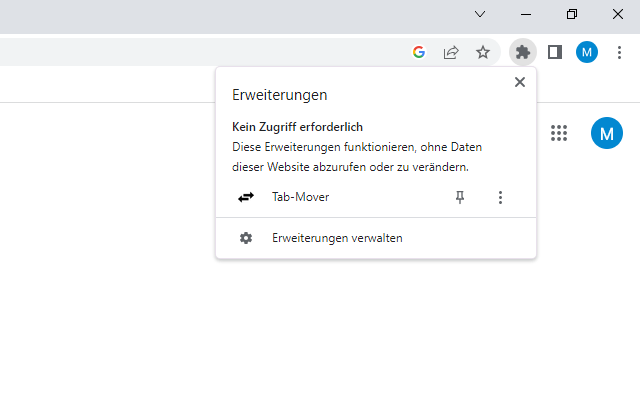 M
Erweiterungen
Kein Zugriff erforderlich
Diese Erweiterungen funktionieren, ohne Daten
dieser Website abzurufen oder zu verändern.
M
Tab-Mover
Erweiterungen verwalten